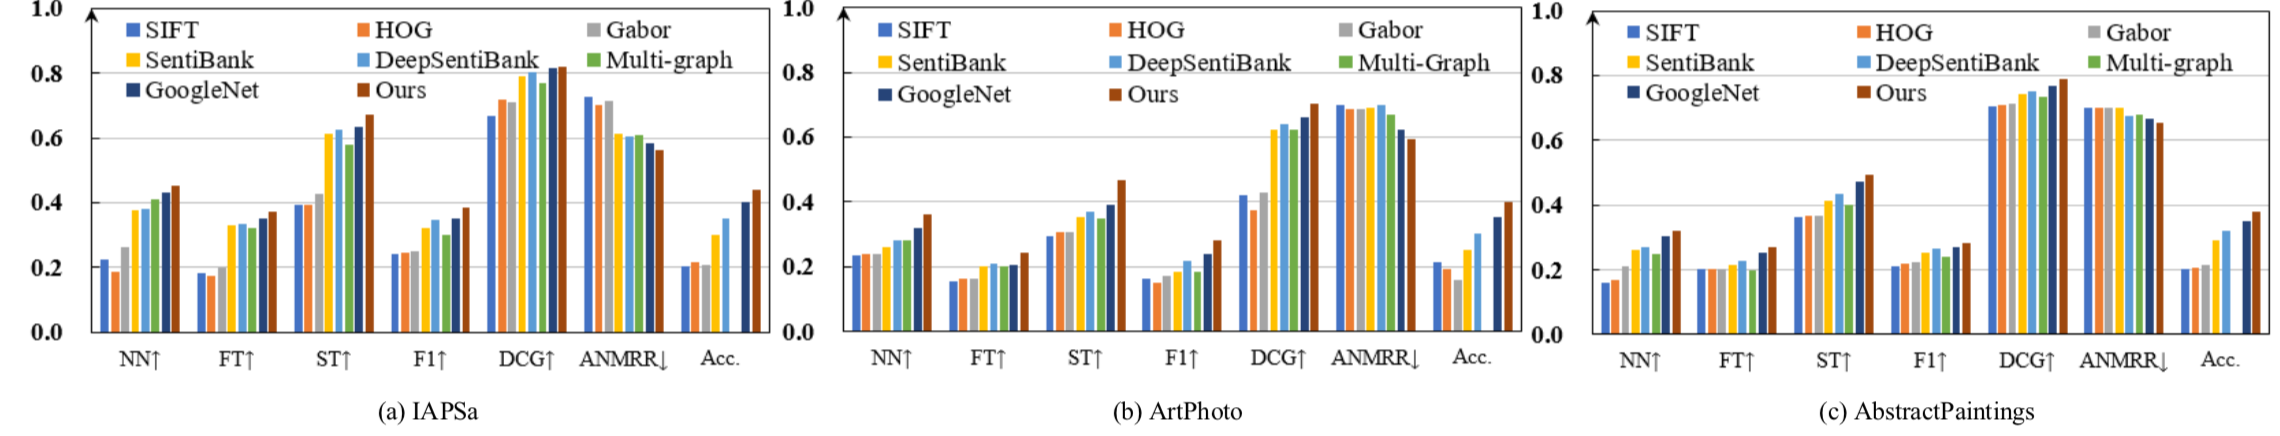 1.0
0.8
0.6
0.4
0.2
0.0
SIFT HOG Gabor
SentiBank DeepSentiBank Multi-graph
GoogleNet Ours
NN↑ FT↑ ST↑ F1↑ DCG↑ ANMRR↓ Acc.
(a) IAPSa
1.0
0.8
0.6
0.4
0.2
0.0
SIFT HOG Gabor
SentiBank DeepSentiBank Multi-Graph
GoogleNet Ours
NN↑ FT↑ ST↑ F1↑ DCG↑ ANMRR↓ Acc.
(b) ArtPhoto
1.0
0.8
0.6
0.4
0.2
0.0
SIFT HOG Gabor
SentiBank DeepSentiBank Multi-graph
GoogleNet Ours
NN↑ FT↑ ST↑ F1↑ DCG↑ ANMRR↓ Acc.
(c) AbstractPaintings